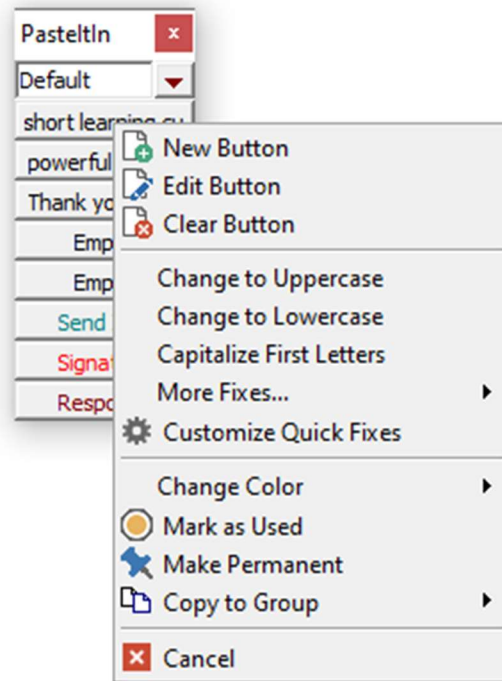 PasteItIn
Default
short learning cu
powerful
Thank yo
Emp
Emp
Send
Signat
Respo
New Button
Edit Button
Clear Button
Change to Uppercase
Change to Lowercase
Capitalize First Letters
More Fixes...
Customize Quick Fixes
Change Color
Mark as Used
Make Permanent
Copy to Group
Cancel